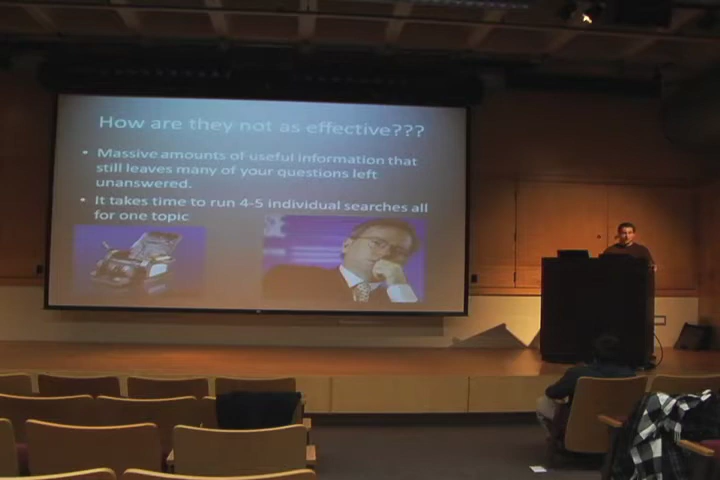 How are they not as effective???
• Massive amounts of useful information that
still leaves many of your questions left
unanswered.
• It takes time to run 4-5 individual searches all
for one topic